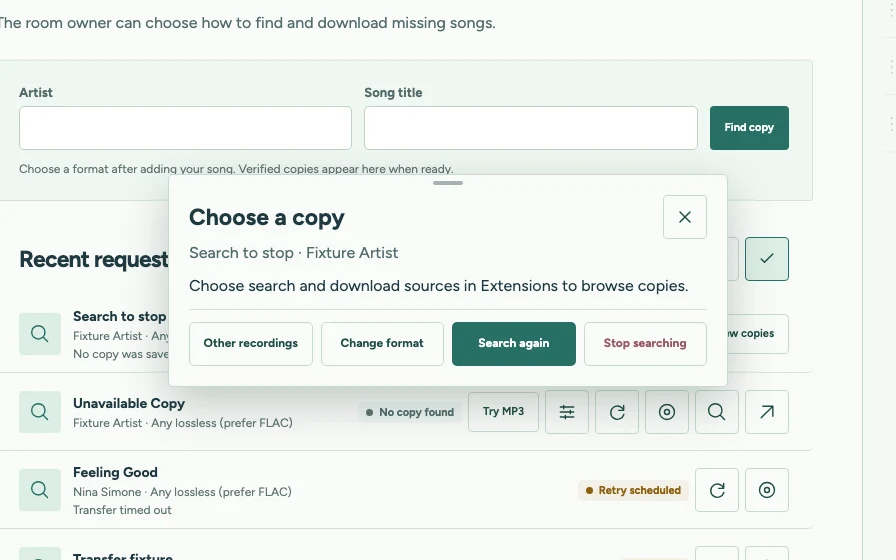 The room owner can choose how to find and download missing songs.
Artist
Song title
Find copy
Choose a format after adding your song. Verified copies appear here when ready.
Choose a copy
Search to stop · Fixture Artist
Choose search and download sources in Extensions to browse copies.
Other recordings
Change format
Search again
Stop searching
Recent request
Search to stop
Fixture Artist · Any
No copy was save
copies
Unavailable Copy
Fixture Artist · Any lossless (prefer FLAC)
No copy found
Try MP3
Feeling Good
Nina Simone · Any lossless (prefer FLAC)
Transfer timed out
Retry scheduled
Transfer fixture